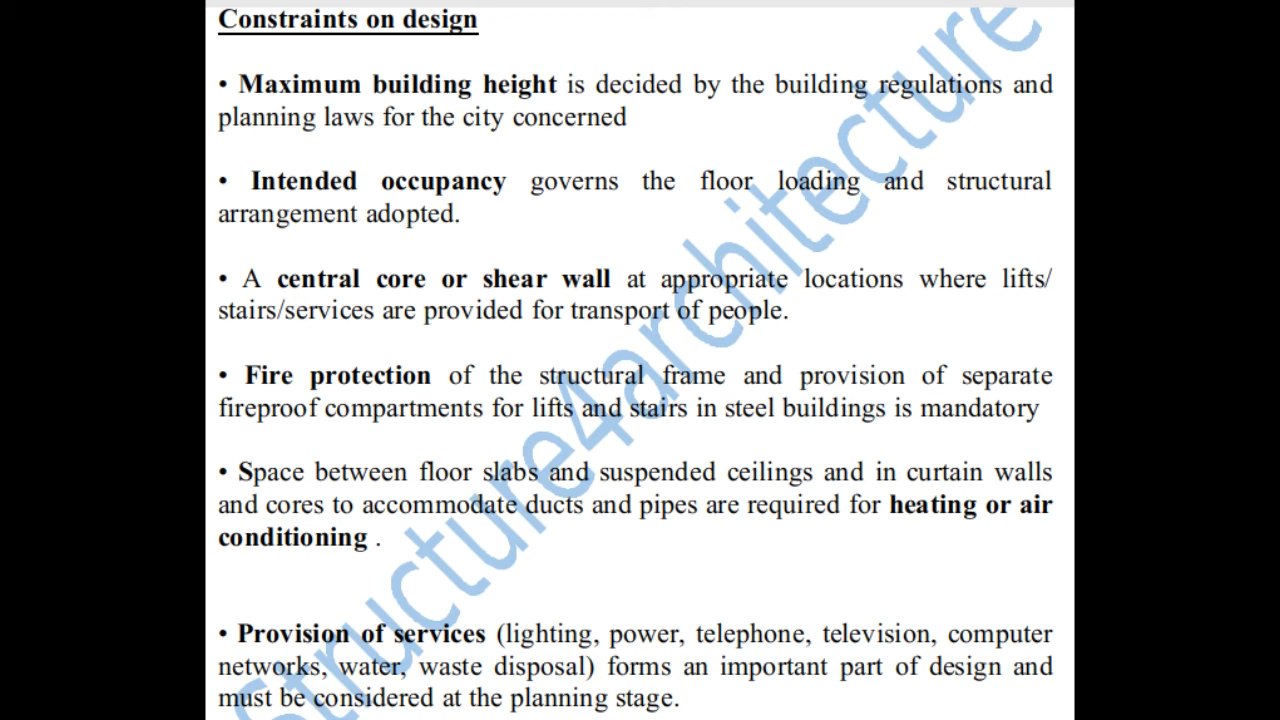 Constraints on design
• Maximum building height is decided by the building regulations and
planning laws for the city concerned
• Intended occupancy governs the floor loading and structural
arrangement adopted.
• A central core or shear wall at appropriate locations where lifts/
stairs/services are provided for transport of people.
• Fire protection of the structural frame and provision of separate
fireproof compartments for lifts and stairs in steel buildings is mandatory
• Space between floor slabs and suspended ceilings and in curtain walls
and cores to accommodate ducts and pipes are required for heating or air
conditioning .
• Provision of services (lighting, power, telephone, television, computer
networks, water, waste disposal) forms an important part of design and
must be considered at the planning stage.
Structure4architecture